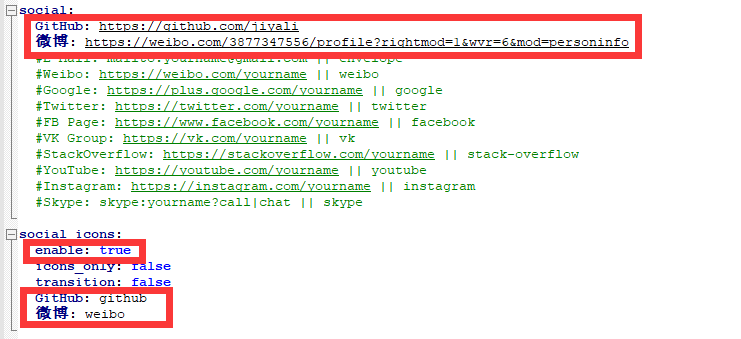 social:
GitHub: https://github.com/jiyali
微博: https://weibo.com/3877347556/profile?rightmod=1&wvr=6&mod=personinfo
#E-Mail: mailto:yourname@gmail.com || envelope
#Weibo: https://weibo.com/yourname || weibo
#Google: https://plus.google.com/yourname || google
#Twitter: https://twitter.com/yourname || twitter
#FB Page: https://www.facebook.com/yourname || facebook
#VK Group: https://vk.com/yourname || vk
#StackOverflow: https://stackoverflow.com/yourname || stack-overflow
#YouTube: https://youtube.com/yourname || youtube
#Instagram: https://instagram.com/yourname || instagram
#Skype: skype:yourname?call|chat || skype
social_icons:
enable: true
icons_only: false
transition: false
GitHub: github
微博: weibo